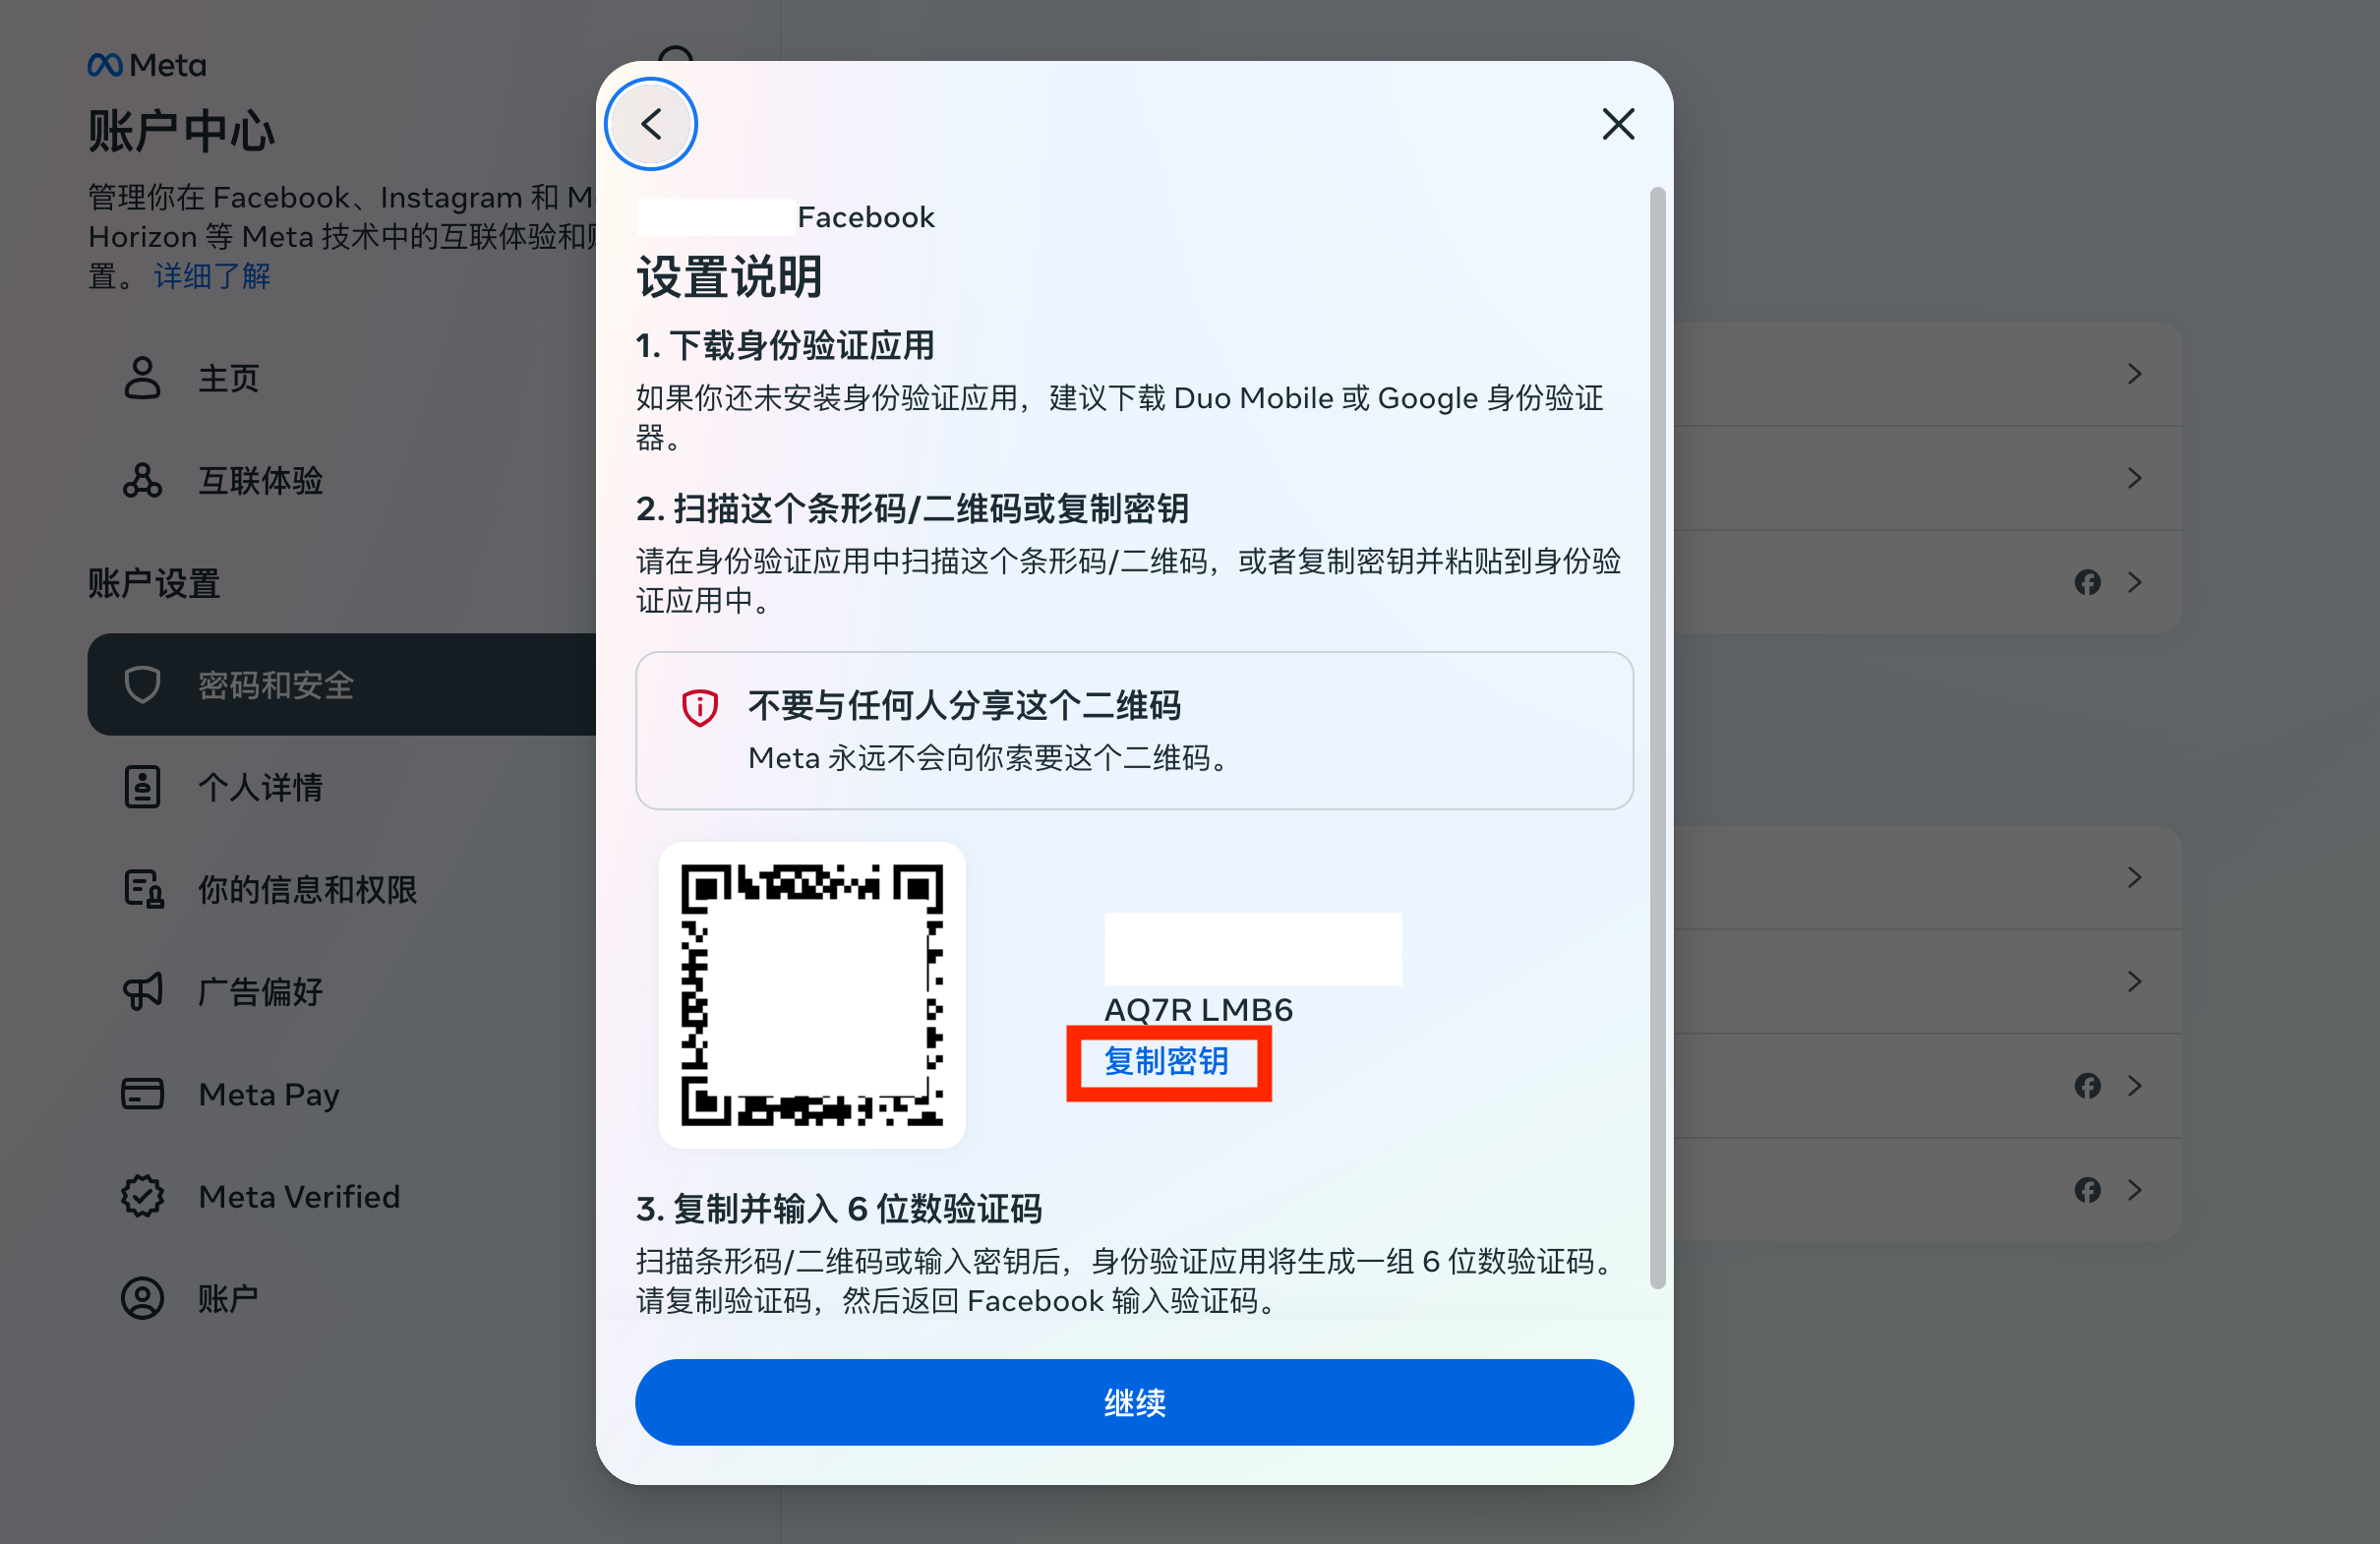 Meta
账户中心
管理你在 Facebook、Instagram 和 M
Horizon 等 Meta 技术中的互联体验和
置。 详细了解
主页
互联体验
账户设置
密码和安全
个人详情
你的信息和权限
广告偏好
Meta Pay
Meta Verified
账户
Facebook
设置说明
1. 下载身份验证应用
如果你还未安装身份验证应用，建议下载 Duo Mobile 或 Google 身份验证
器。
2. 扫描这个条形码/二维码或复制密钥
请在身份验证应用中扫描这个条形码/二维码，或者复制密钥并粘贴到身份验
证应用中。
不要与任何人分享这个二维码
Meta 永远不会向你索要这个二维码。
AQ7R LMB6
复制密钥
3. 复制并输入 6 位数验证码
扫描条形码/二维码或输入密钥后，身份验证应用将生成一组 6 位数验证码。
请复制验证码，然后返回 Facebook 输入验证码。
继续